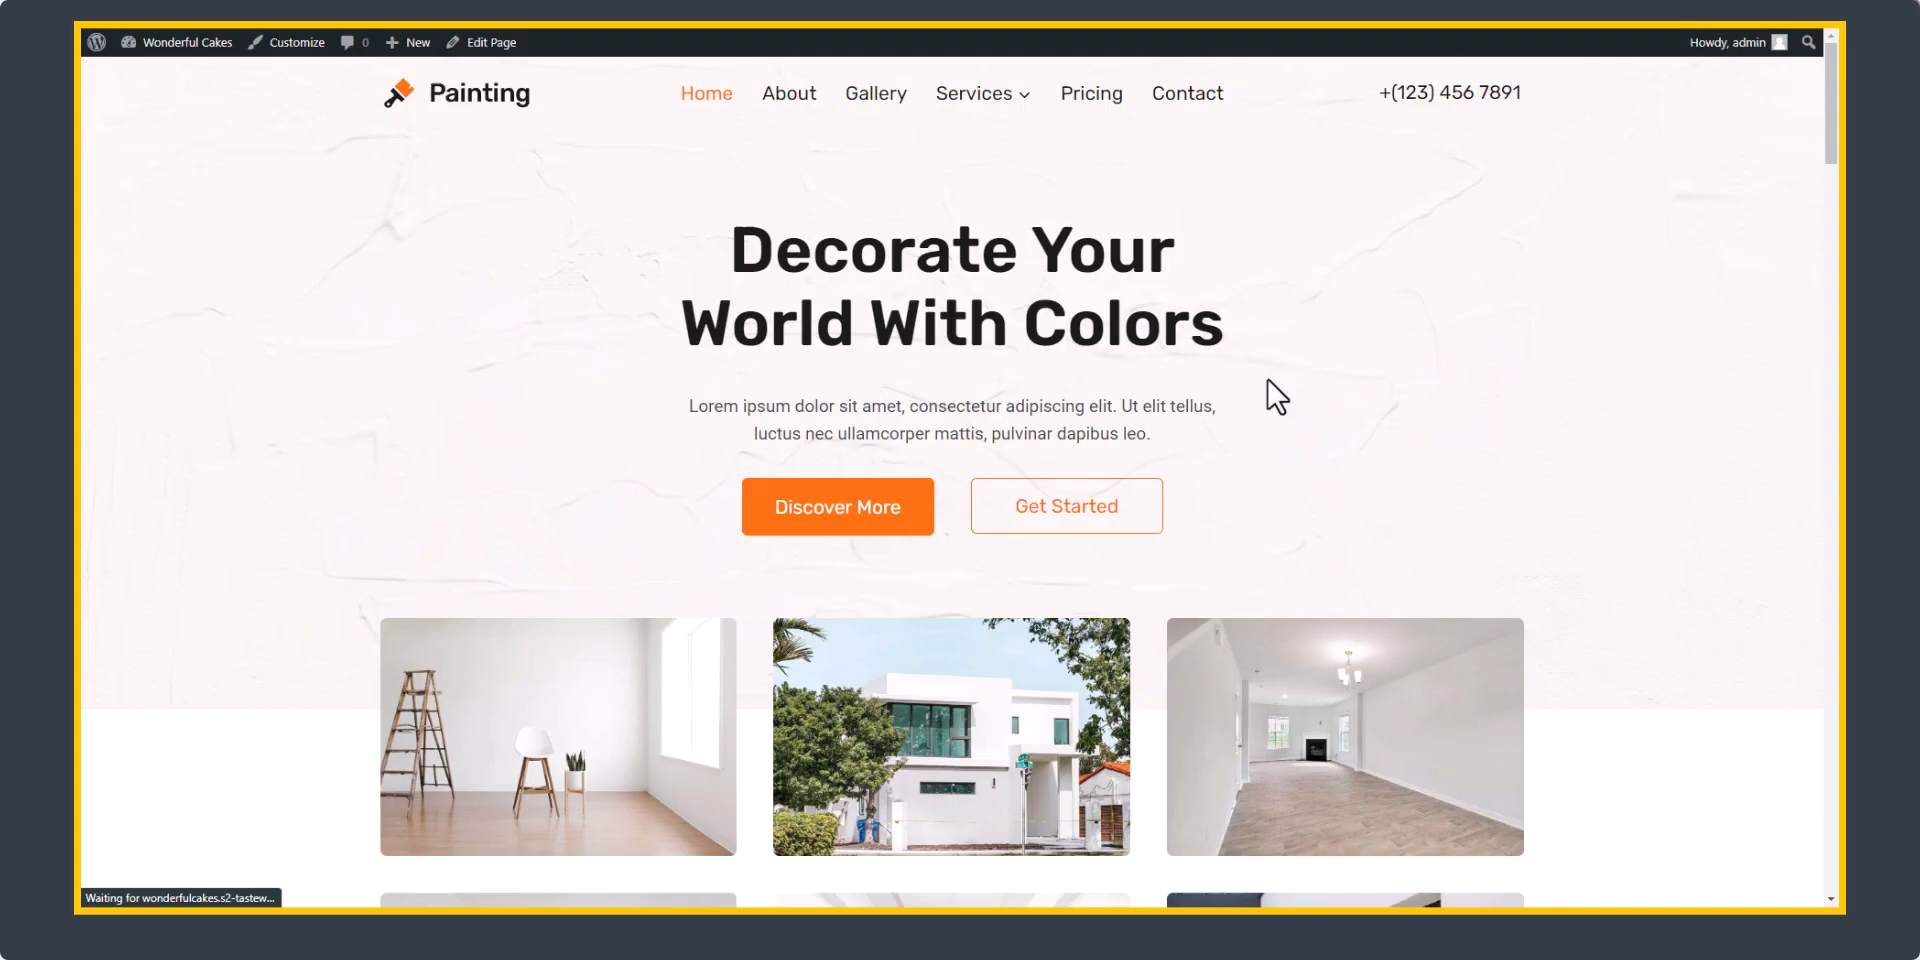 Wonderful Cakes Customize 0 New Edit Page Howdy, admin
Painting Home About Gallery Services Pricing Contact +(123) 456 7891
Decorate Your
World With Colors
Lorem ipsum dolor sit amet, consectetur adipiscing elit. Ut elit tellus,
luctus nec ullamcorper mattis, pulvinar dapibus leo.
Discover More Get Started
Waiting for wonderfulcakes.s2-tastew...